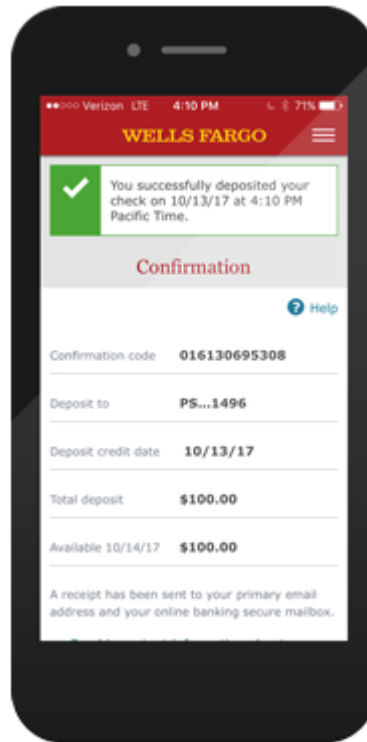 Verizon LTE 4:10 PM 71%
WELLS FARGO
You successfully deposited your
check on 10/13/17 at 4:10 PM
Pacific Time.
Confirmation
? Help
Confirmation code 016130695308
Deposit to PS...1496
Deposit credit date 10/13/17
Total deposit $100.00
Available 10/14/17 $100.00
A receipt has been sent to your primary email
address and your online banking secure mailbox.